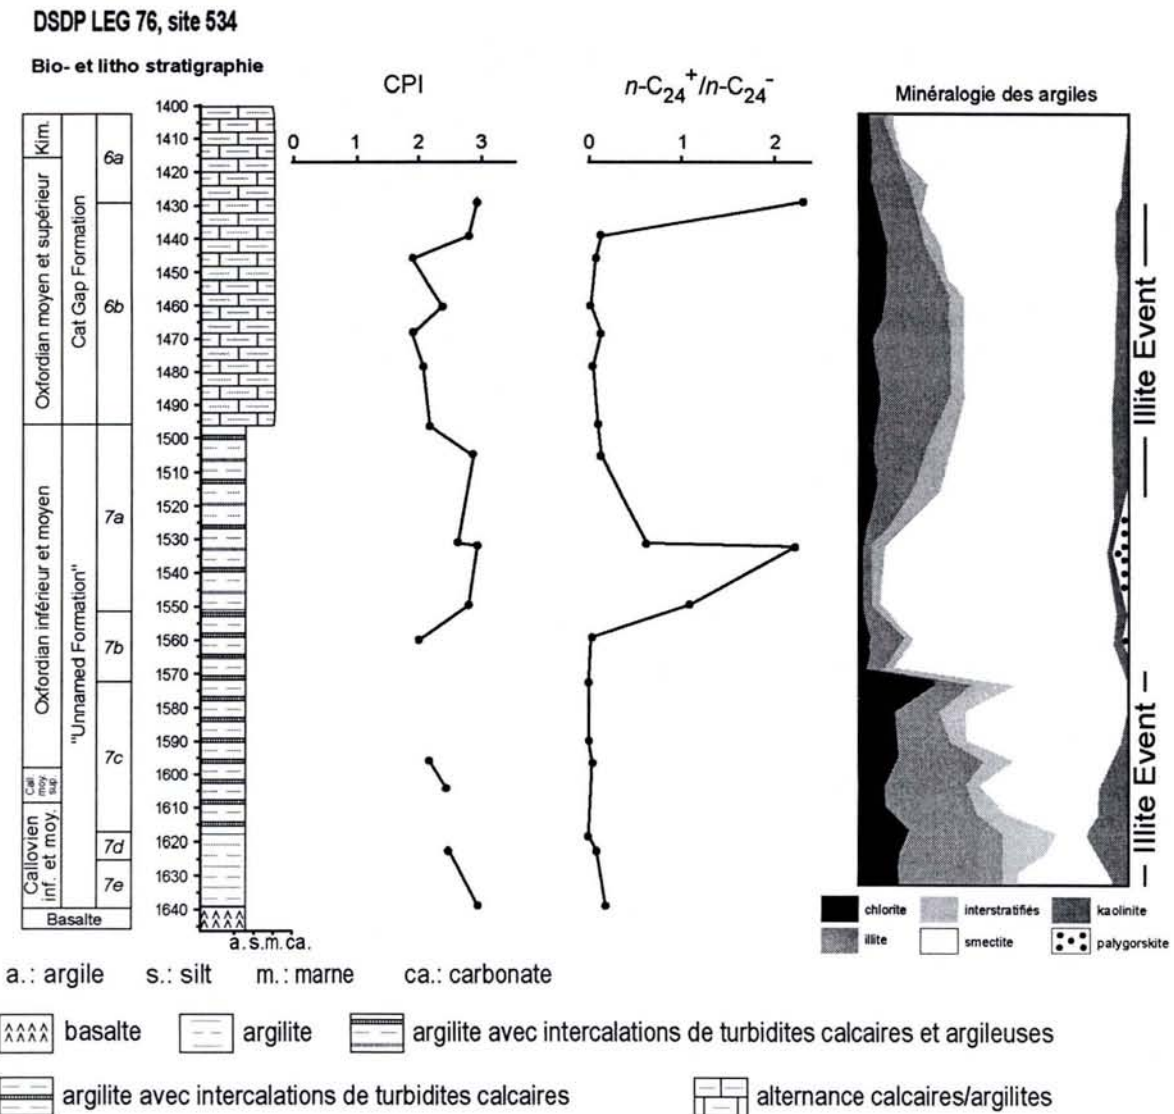 DSDP LEG 76, site 534
Bio- et litho stratigraphie
CPI
n-C24+/n-C24-
Minéralogie des argiles
0 1 2 3
0 1 2
1400
1410
1420
1430
1440
1450
1460
1470
1480
1490
1500
1510
1520
1530
1540
1550
1560
1570
1580
1590
1600
1610
1620
1630
1640
Kim.
Oxfordian moyen et supérieur
Oxfordian inférieur et moyen
Call. moy. sup.
Callovien inf. et moy.
Basalte
Cat Gap Formation
"Unnamed Formation"
6a
6b
7a
7b
7c
7d
7e
a. s. m. ca.
Illite Event
Illite Event
chlorite
interstratifiés
kaolinite
illite
smectite
palygorskite
a.: argile s.: silt m.: marne ca.: carbonate
basalte
argilite
argilite avec intercalations de turbidites calcaires et argileuses
argilite avec intercalations de turbidites calcaires
alternance calcaires/argilites